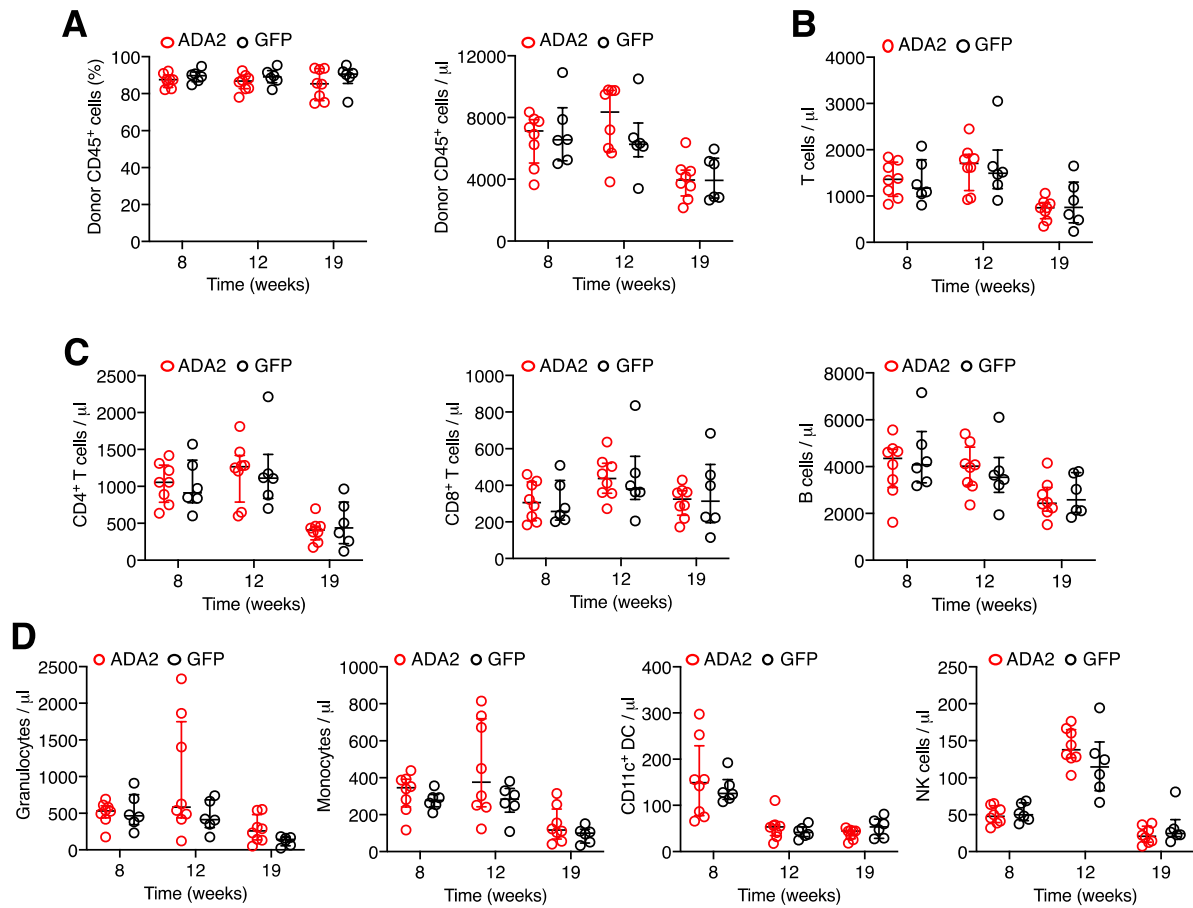 A
B
ADA2 GFP
ADA2 GFP
ADA2 GFP
Donor CD45⁺ cells (%)
100
80
60
40
20
0
8 12 19
Time (weeks)
Donor CD45⁺ cells / µl
12000
8000
4000
0
8 12 19
Time (weeks)
T cells / µl
4000
3000
2000
1000
0
8 12 19
Time (weeks)
C
ADA2 GFP
CD4⁺ T cells / µl
2500
2000
1500
1000
500
0
8 12 19
Time (weeks)
ADA2 GFP
CD8⁺ T cells / µl
1000
800
600
400
200
0
8 12 19
Time (weeks)
ADA2 GFP
B cells / µl
8000
6000
4000
2000
0
8 12 19
Time (weeks)
D
ADA2 GFP
Granulocytes / µl
2500
2000
1500
1000
500
0
8 12 19
Time (weeks)
ADA2 GFP
Monocytes / µl
1000
800
600
400
200
0
8 12 19
Time (weeks)
ADA2 GFP
CD11c⁺ DC / µl
400
300
200
100
0
8 12 19
Time (weeks)
ADA2 GFP
NK cells / µl
250
200
150
100
50
0
8 12 19
Time (weeks)